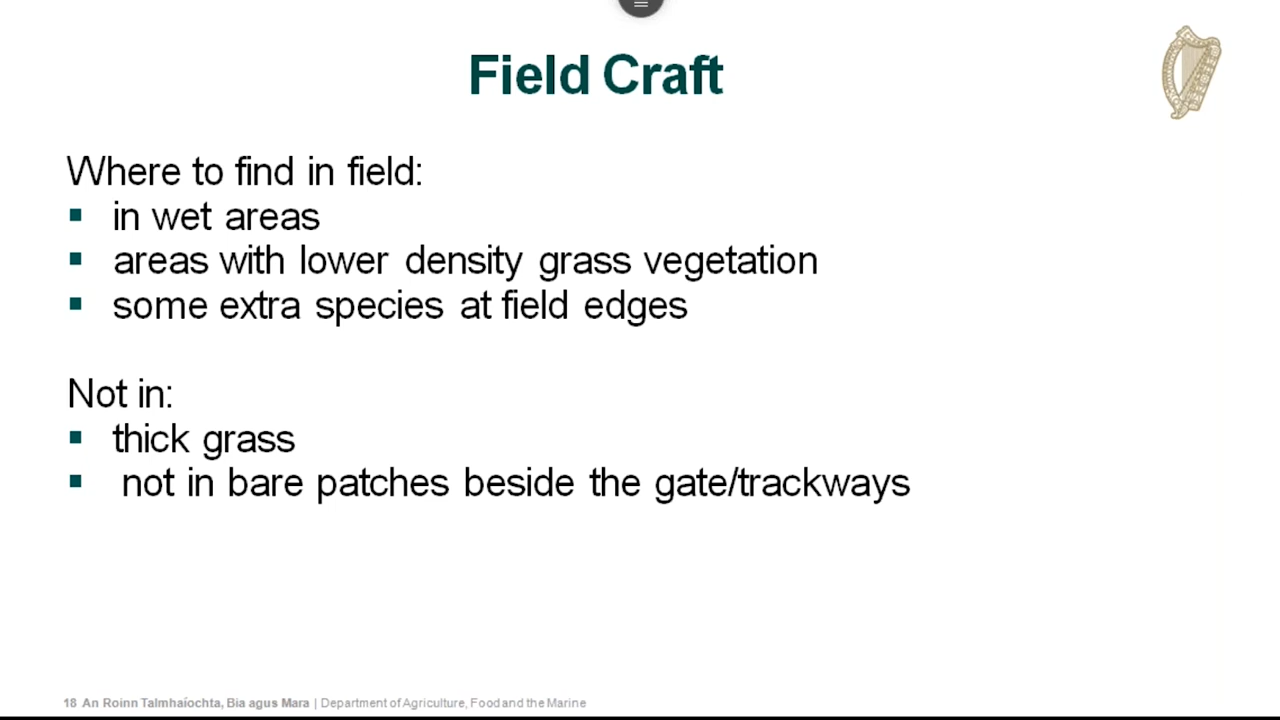 Field Craft
Where to find in field:
▪ in wet areas
▪ areas with lower density grass vegetation
▪ some extra species at field edges
Not in:
▪ thick grass
▪ not in bare patches beside the gate/trackways
18 An Roinn Talmhaíochta, Bia agus Mara | Department of Agriculture, Food and the Marine